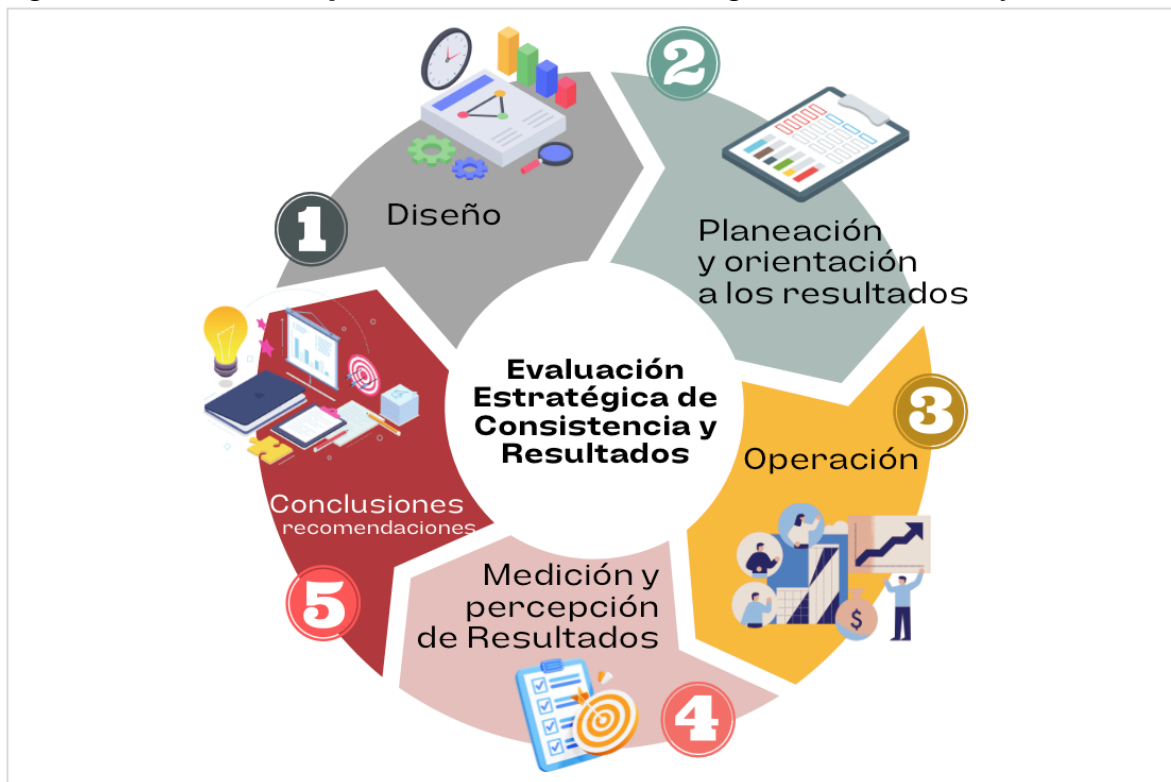 1
Diseño
2
Planeación
y orientación
a los resultados
3
Operación
Evaluación
Estratégica de
Consistencia y
Resultados
4
Medición y
percepción
de Resultados
$
5
Conclusiones
recomendaciones